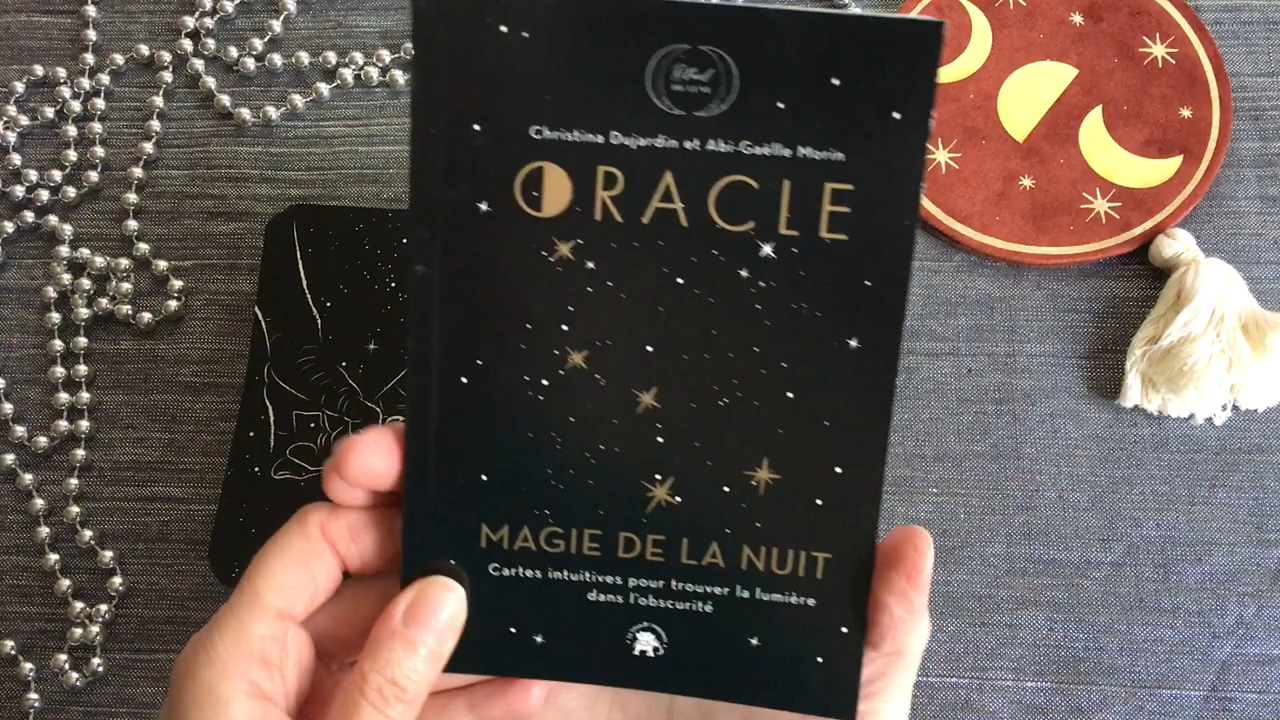 Christina Dujardin et Abi-Gaëlle Morin
ORACLE
MAGIE DE LA NUIT
Cartes intuitives pour trouver la lumière
dans l'obscurité